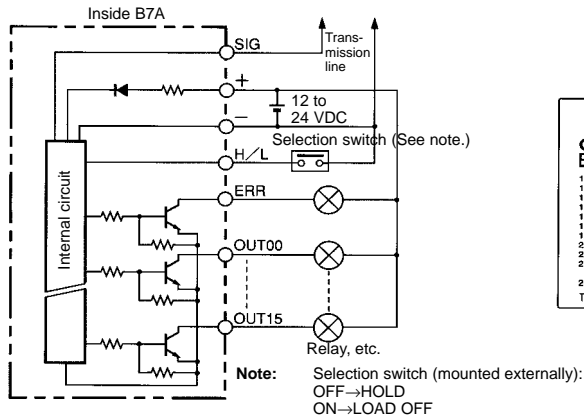 Inside B7A
SIG
Trans-
mission
line
+
12 to
24 VDC
−
Selection switch (See note.)
H/L
ERR
Internal circuit
OUT00
OUT15
Relay, etc.
Note: Selection switch (mounted externally):
OFF→HOLD
ON→LOAD OFF